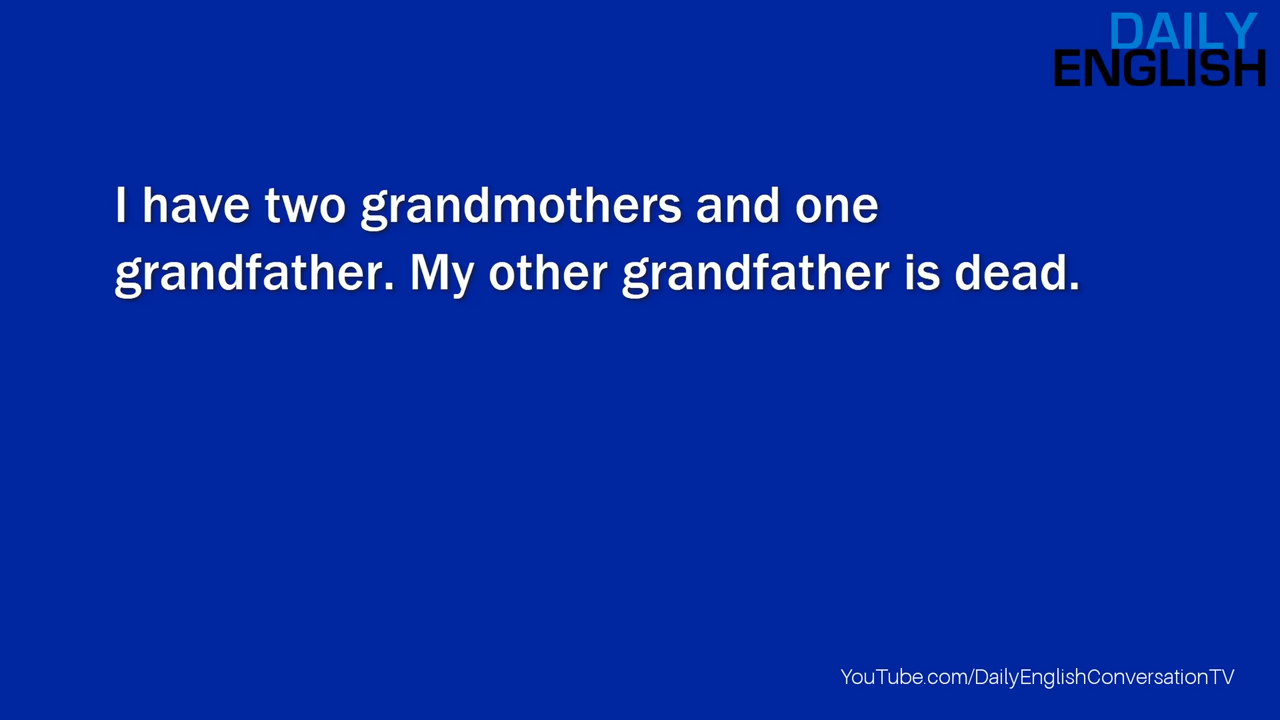 DAILY
ENGLISH
I have two grandmothers and one
grandfather. My other grandfather is dead.
YouTube.com/DailyEnglishConversationTV